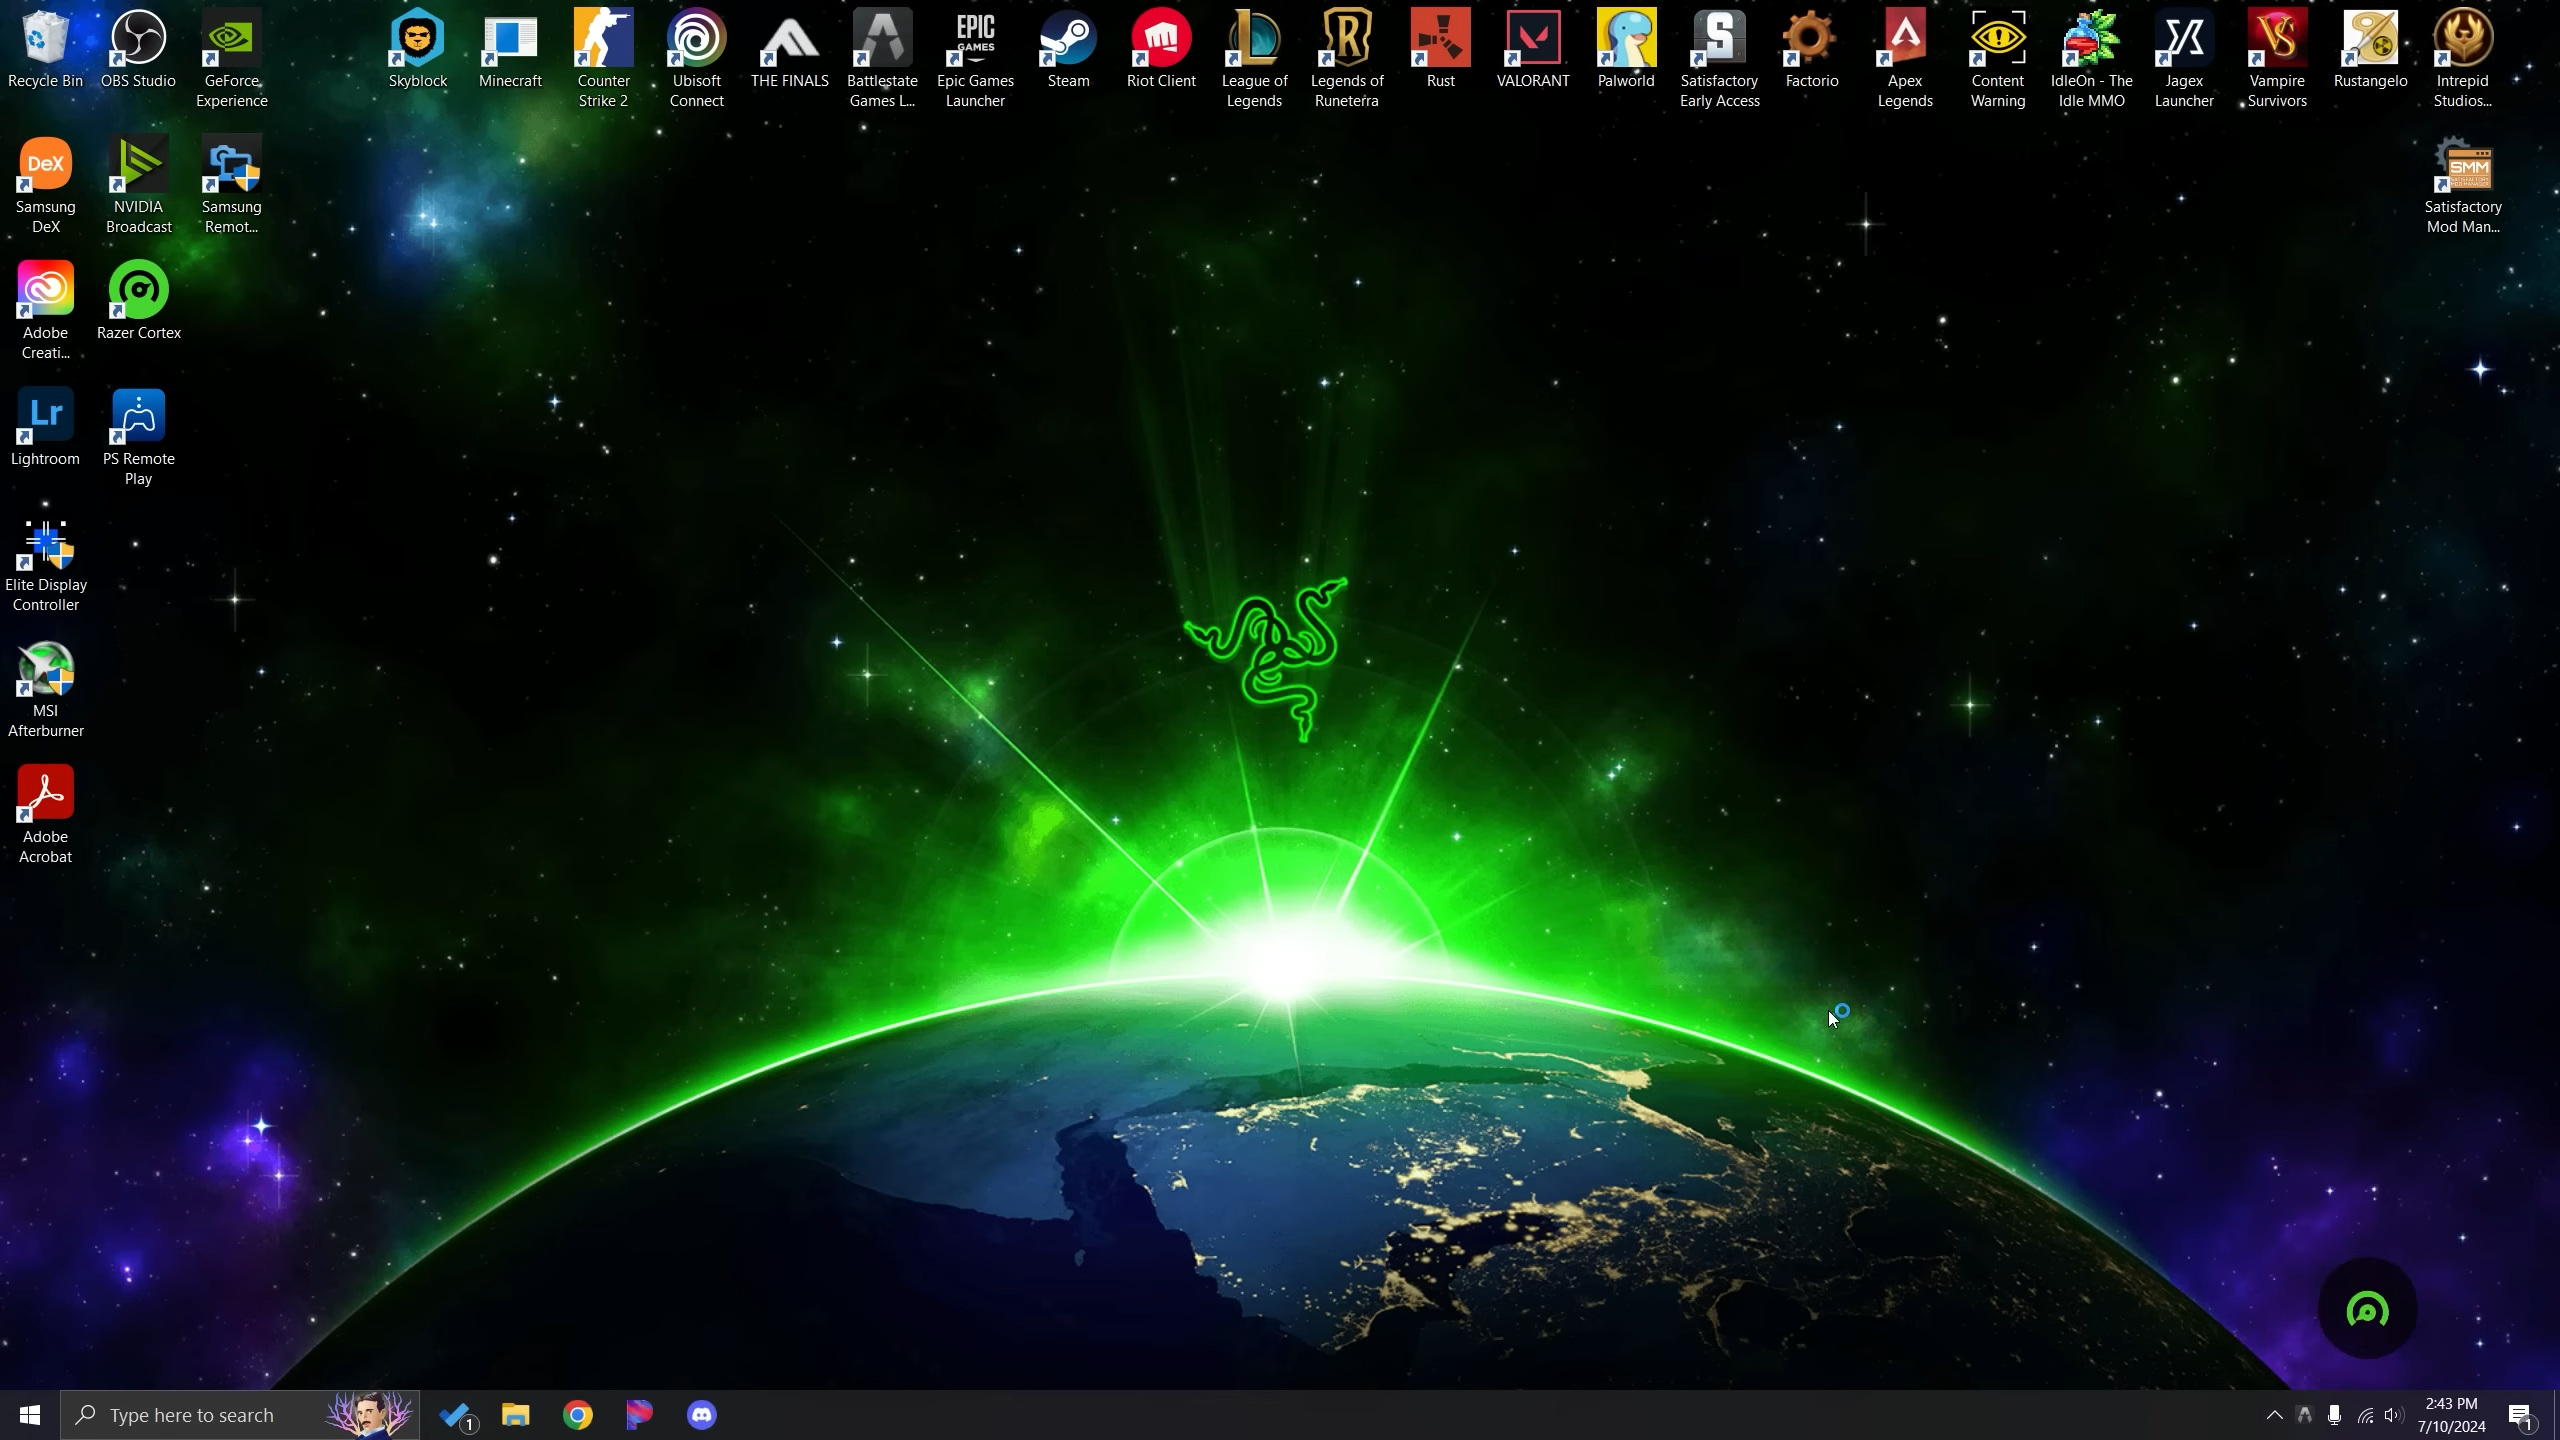 Recycle Bin
OBS Studio
GeForce
Experience
Skyblock
Minecraft
Counter
Strike 2
Ubisoft
Connect
THE FINALS
Battlestate
Games L...
EPIC
GAMES
Epic Games
Launcher
Steam
Riot Client
League of
Legends
Legends of
Runeterra
Rust
VALORANT
Palworld
Satisfactory
Early Access
Factorio
Apex
Legends
Content
Warning
IdleOn - The
Idle MMO
Jagex
Launcher
VS
Vampire
Survivors
Rustangelo
Intrepid
Studios...
DeX
Samsung
DeX
NVIDIA
Broadcast
Samsung
Remot...
SMM
Satisfactory
Mod Man...
Adobe
Creati...
Razer Cortex
Lr
Lightroom
PS Remote
Play
Elite Display
Controller
MSI
Afterburner
Adobe
Acrobat
Type here to search
1
2:43 PM
7/10/2024
1